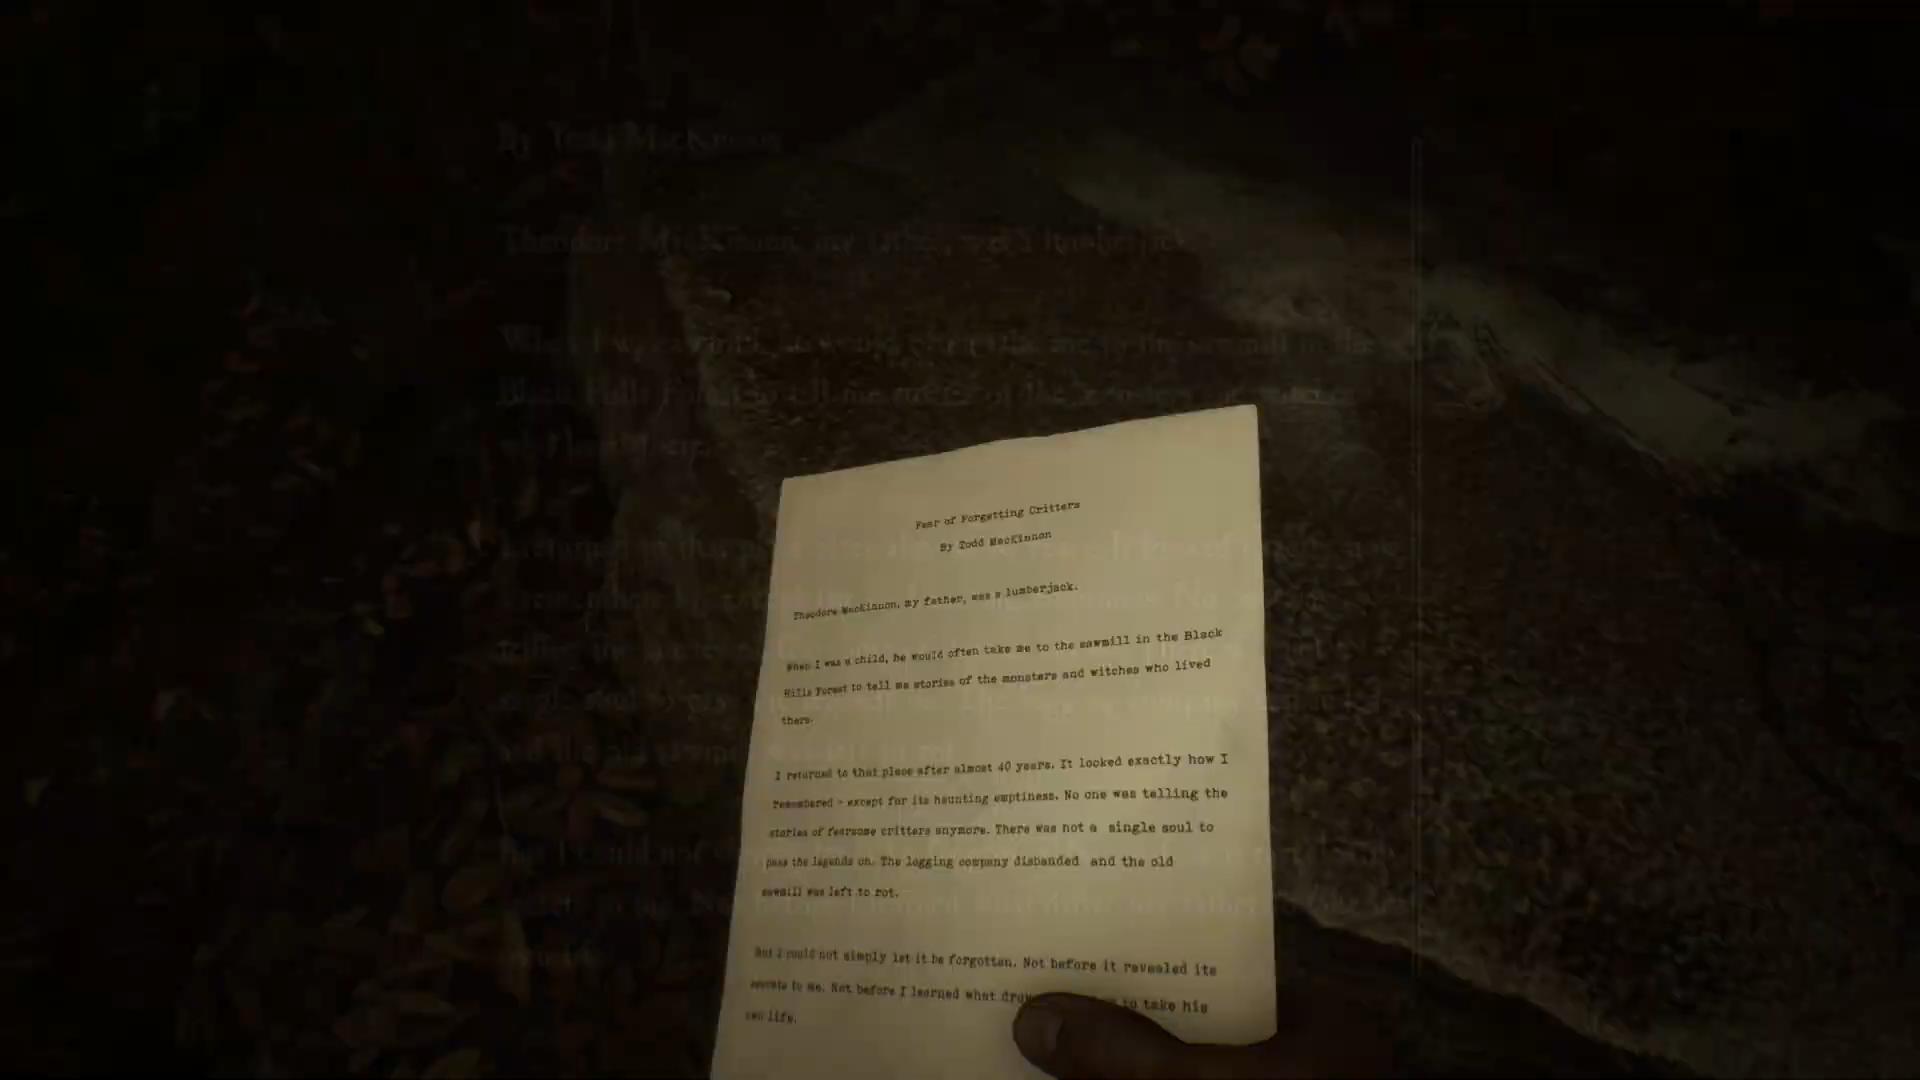 Fear of Forgetting Critters
By Todd MacKinnon
Theodore MacKinnon, my father, was a lumberjack.
When I was a child, he would often take me to the sawmill in the Black
Hills Forest to tell me stories of the monsters and witches who lived
there.
I returned to that place after almost 40 years. It looked exactly how I
remembered - except for its haunting emptiness. No one was telling the
stories of fearsome critters anymore. There was not a single soul to
pass the legends on. The logging company disbanded and the old
sawmill was left to rot.
But I could not simply let it be forgotten. Not before it revealed its
secrets to me. Not before I learned what to take his
own life.